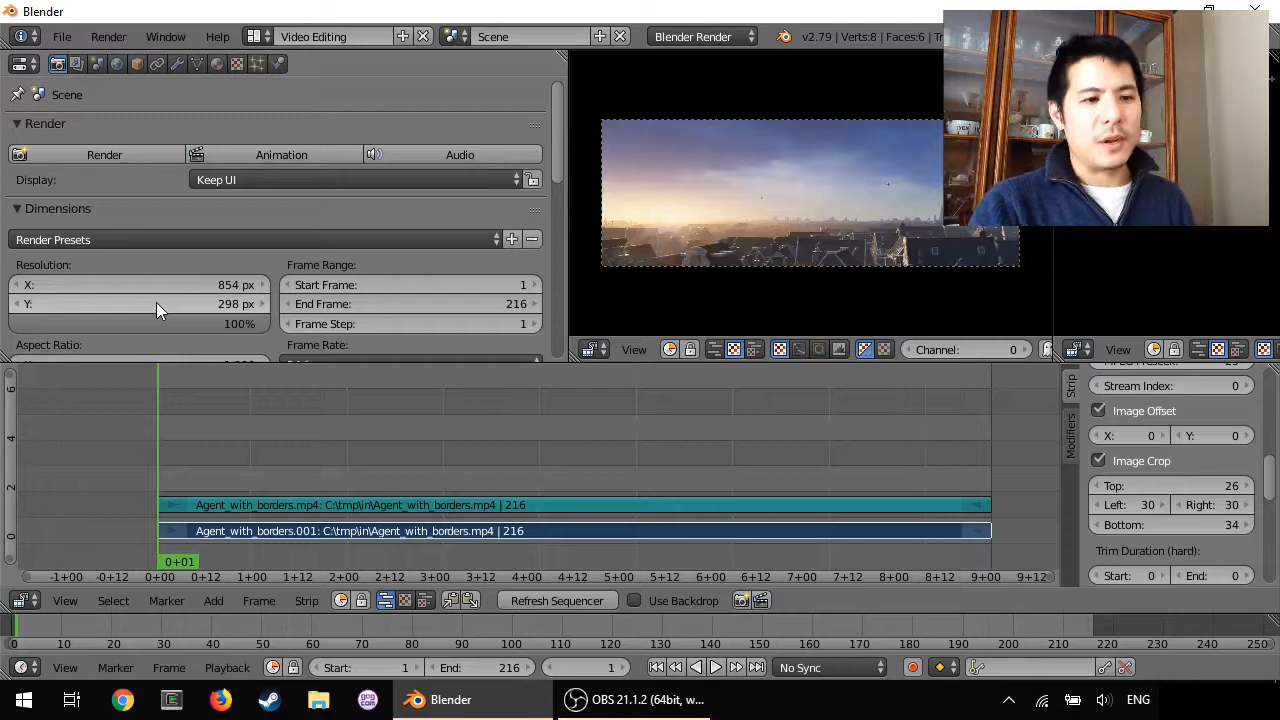 Blender
File Render Window Help Video Editing Scene Blender Render v2.79 | Verts:8 | Faces:6 | Tr
Scene
Render
Render Animation Audio
Display: Keep UI
Dimensions
Render Presets
Resolution: Frame Range:
X: 854 px Start Frame: 1
Y: 298 px End Frame: 216
100% Frame Step: 1
Aspect Ratio: Frame Rate:
View Channel: 0 View
6
4
2
0
Agent_with_borders.mp4: C:\tmp\in\Agent_with_borders.mp4 | 216
Agent_with_borders.001: C:\tmp\in\Agent_with_borders.mp4 | 216
0+01
-1+00 -0+12 0+00 0+12 1+00 1+12 2+00 2+12 3+00 3+12 4+00 4+12 5+00 5+12 6+00 6+12 7+00 7+12 8+00 8+12 9+00 9+12
Strip
Modifiers
Stream Index: 0
Image Offset
X: 0 Y: 0
Image Crop
Top: 26
Left: 30 Right: 30
Bottom: 34
Trim Duration (hard):
Start: 0 End: 0
View Select Marker Add Frame Strip Refresh Sequencer Use Backdrop
0 10 20 30 40 50 60 70 80 90 100 110 120 130 140 150 160 170 180 190 200 210 220 230 240 250
View Marker Frame Playback Start: 1 End: 216 1 No Sync
Blender OBS 21.1.2 (64bit, w... ENG